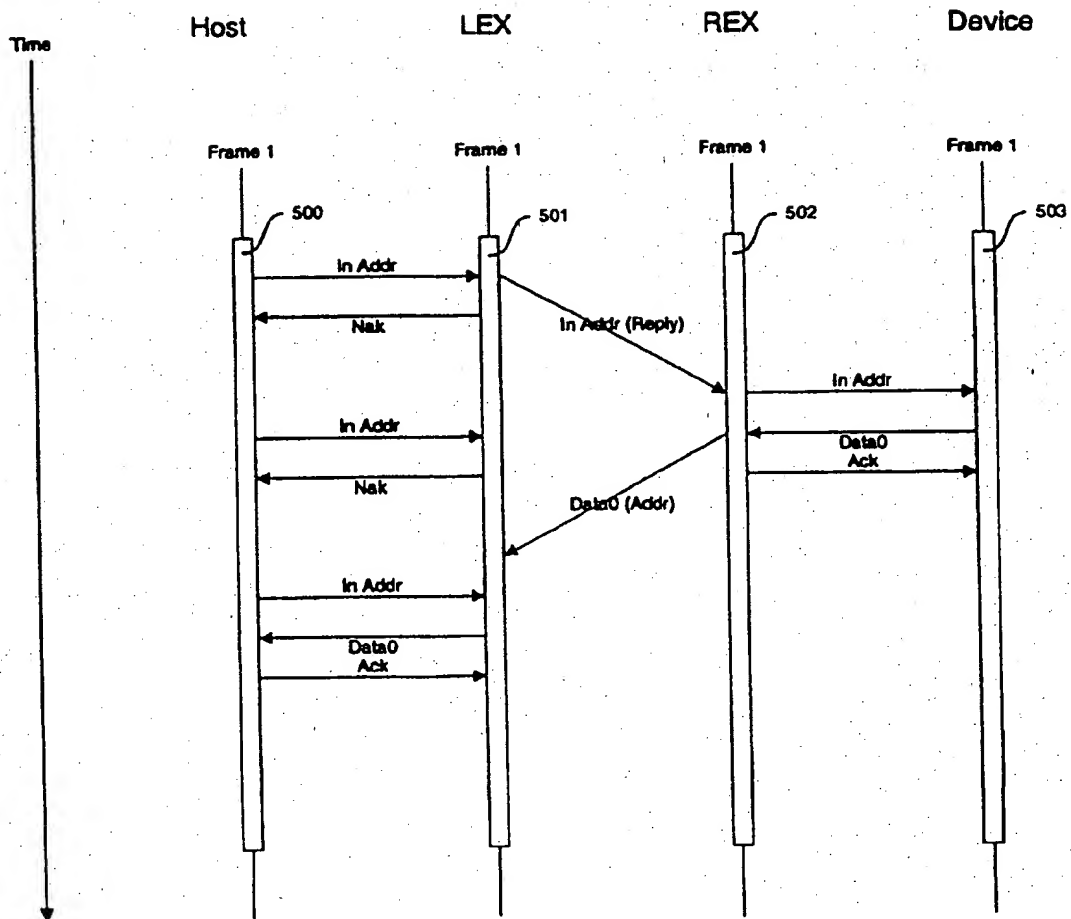 Host LEX REX Device
Time
Frame 1 Frame 1 Frame 1 Frame 1
500 501 502 503
In Addr
Nak
In Addr (Reply)
In Addr
In Addr
Data0
Ack
Nak
Data0 (Addr)
In Addr
Data0
Ack